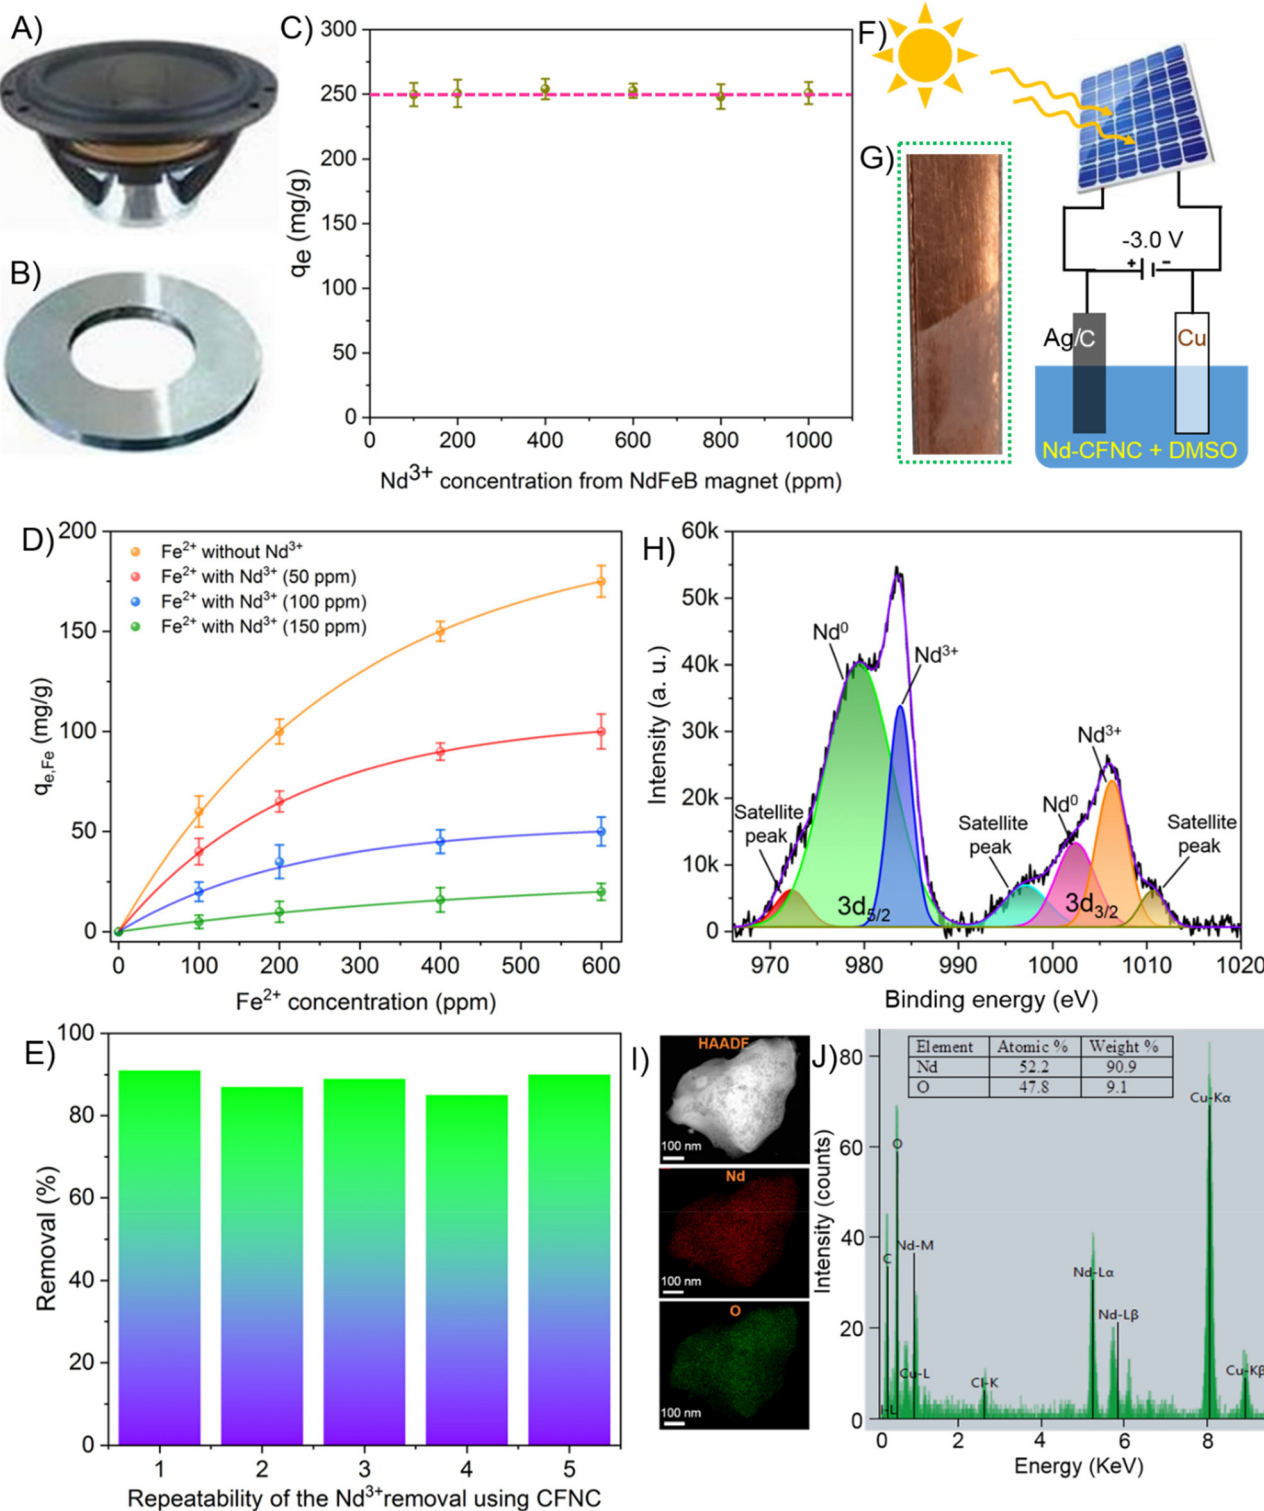 A)
B)
C)
300
250
200
150
100
50
0
qe (mg/g)
0 200 400 600 800 1000
Nd3+ concentration from NdFeB magnet (ppm)
F)
G)
-3.0 V
+ −
Ag/C
Cu
Nd-CFNC + DMSO
D)
200
150
100
50
0
qe,Fe (mg/g)
Fe2+ without Nd3+
Fe2+ with Nd3+ (50 ppm)
Fe2+ with Nd3+ (100 ppm)
Fe2+ with Nd3+ (150 ppm)
0 100 200 300 400 500 600
Fe2+ concentration (ppm)
H)
60k
50k
40k
30k
20k
10k
0
Intensity (a. u.)
Nd0
Nd3+
Satellite
peak
3d5/2
Satellite
peak
Nd0
Nd3+
3d3/2
Satellite
peak
970 980 990 1000 1010 1020
Binding energy (eV)
E)
100
80
60
40
20
0
Removal (%)
1 2 3 4 5
Repeatability of the Nd3+removal using CFNC
I)
HAADF
100 nm
Nd
100 nm
O
100 nm
J)
80
60
40
20
0
Intensity (counts)
Element Atomic % Weight %
Nd 52.2 90.9
O 47.8 9.1
C
O
Nd-M
Cu-L
Cl-K
Nd-Lα
Nd-Lβ
Cu-Kα
Cu-Kβ
0 2 4 6 8
Energy (KeV)